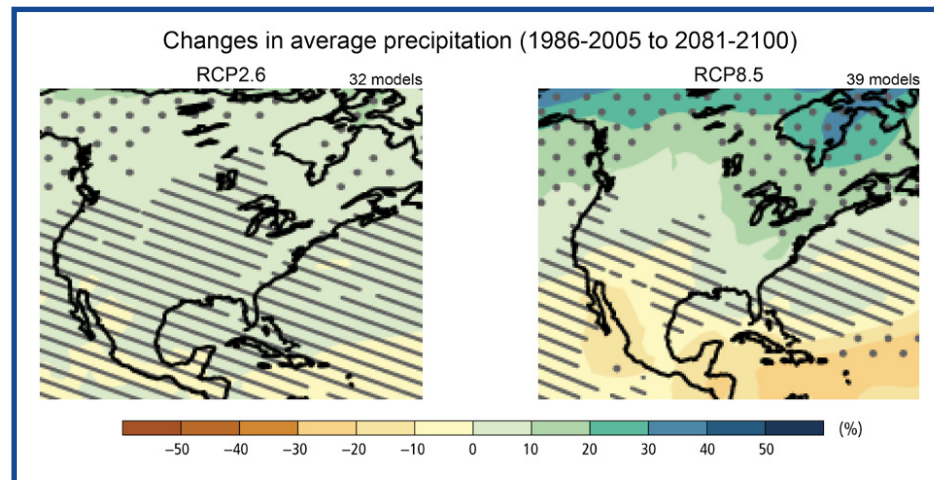 Changes in average precipitation (1986-2005 to 2081-2100)
RCP2.6
32 models
RCP8.5
39 models
−50 −40 −30 −20 −10 0 10 20 30 40 50 (%)